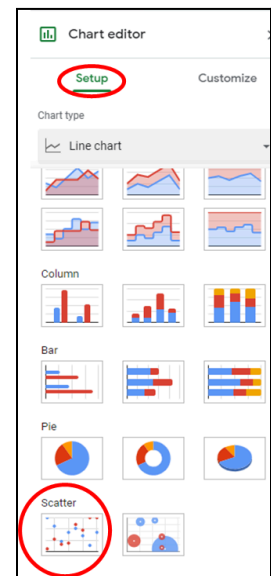 Chart editor
Setup Customize
Chart type
Line chart
Column
Bar
Pie
Scatter